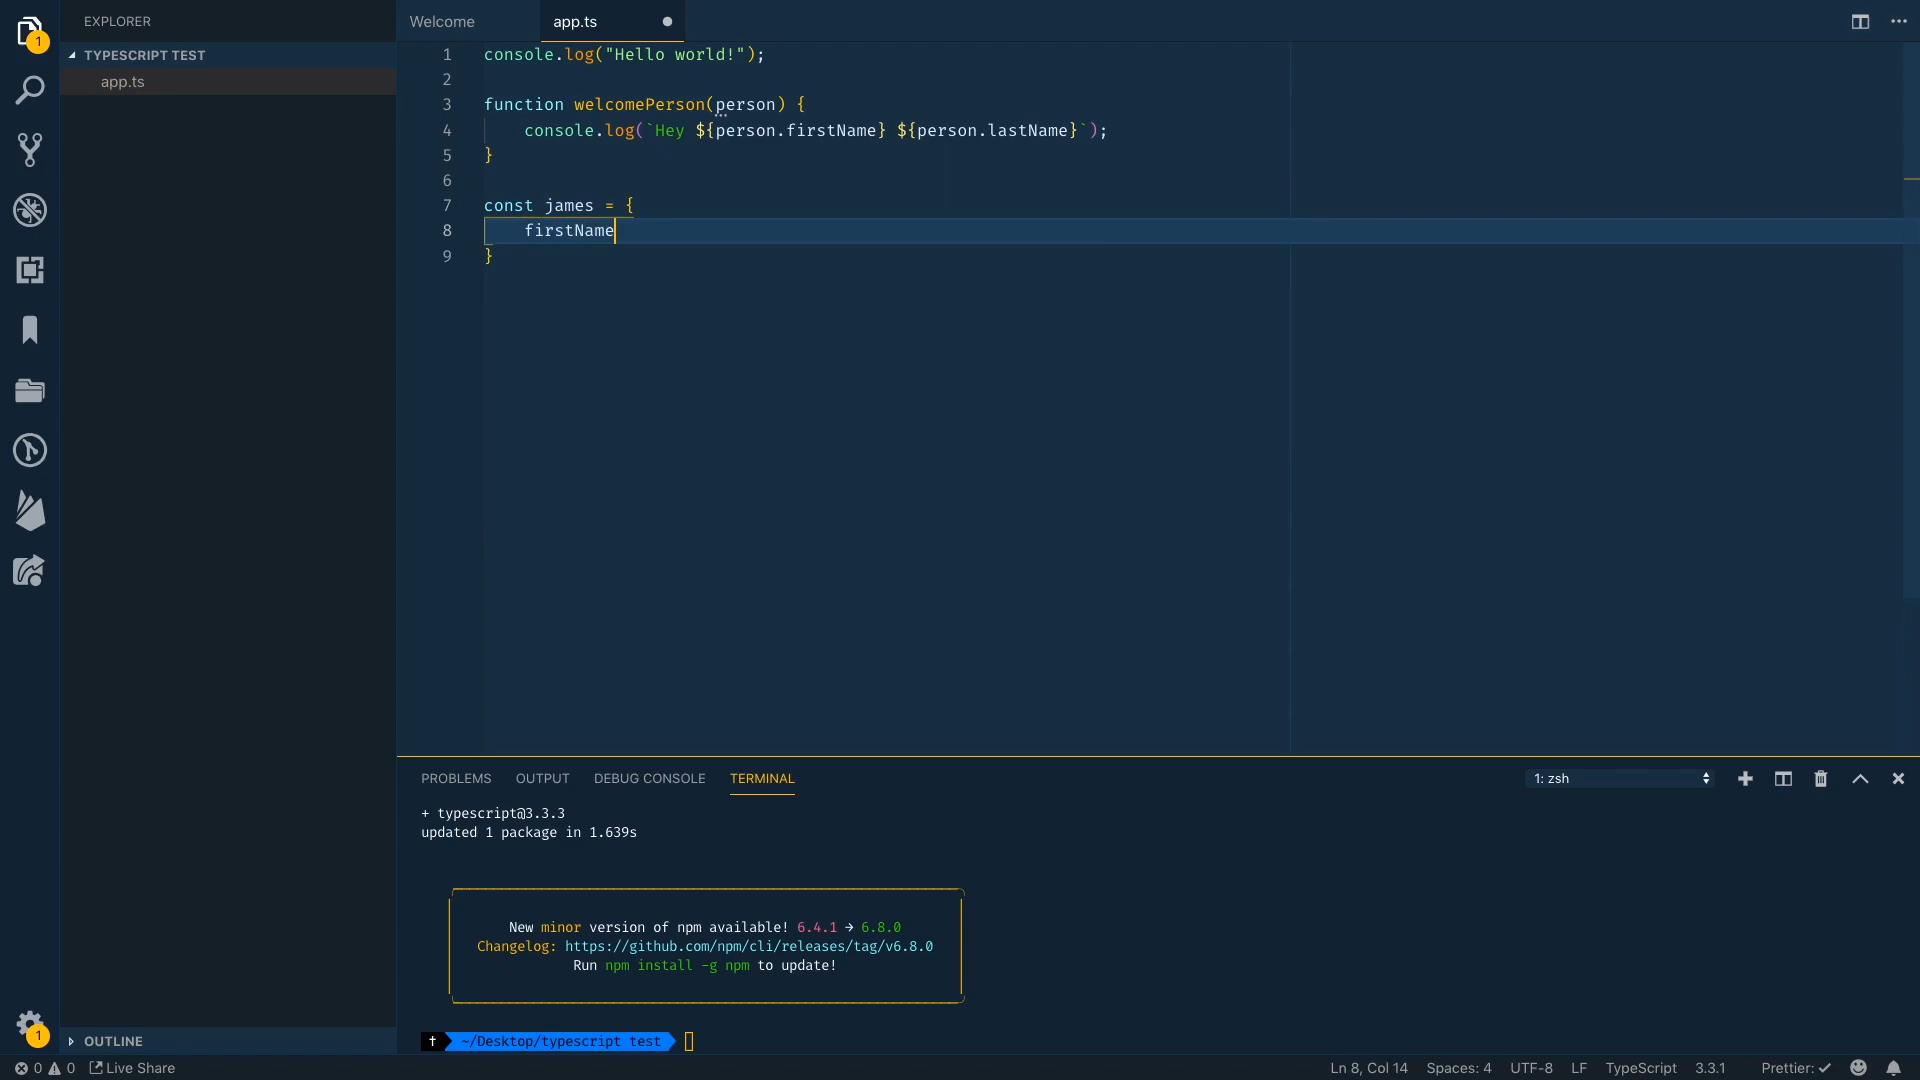 EXPLORER
Welcome
app.ts
1
TYPESCRIPT TEST
app.ts
1 console.log("Hello world!");
2
3 function welcomePerson(person) {
4 console.log(`Hey ${person.firstName} ${person.lastName}`);
5 }
6
7 const james = {
8 firstName
9 }
PROBLEMS
OUTPUT
DEBUG CONSOLE
TERMINAL
1: zsh
+ typescript@3.3.3
updated 1 package in 1.639s
New minor version of npm available! 6.4.1 → 6.8.0
Changelog: https://github.com/npm/cli/releases/tag/v6.8.0
Run npm install -g npm to update!
† ~/Desktop/typescript test
1
OUTLINE
0 0 Live Share
Ln 8, Col 14 Spaces: 4 UTF-8 LF TypeScript 3.3.1 Prettier: ✓